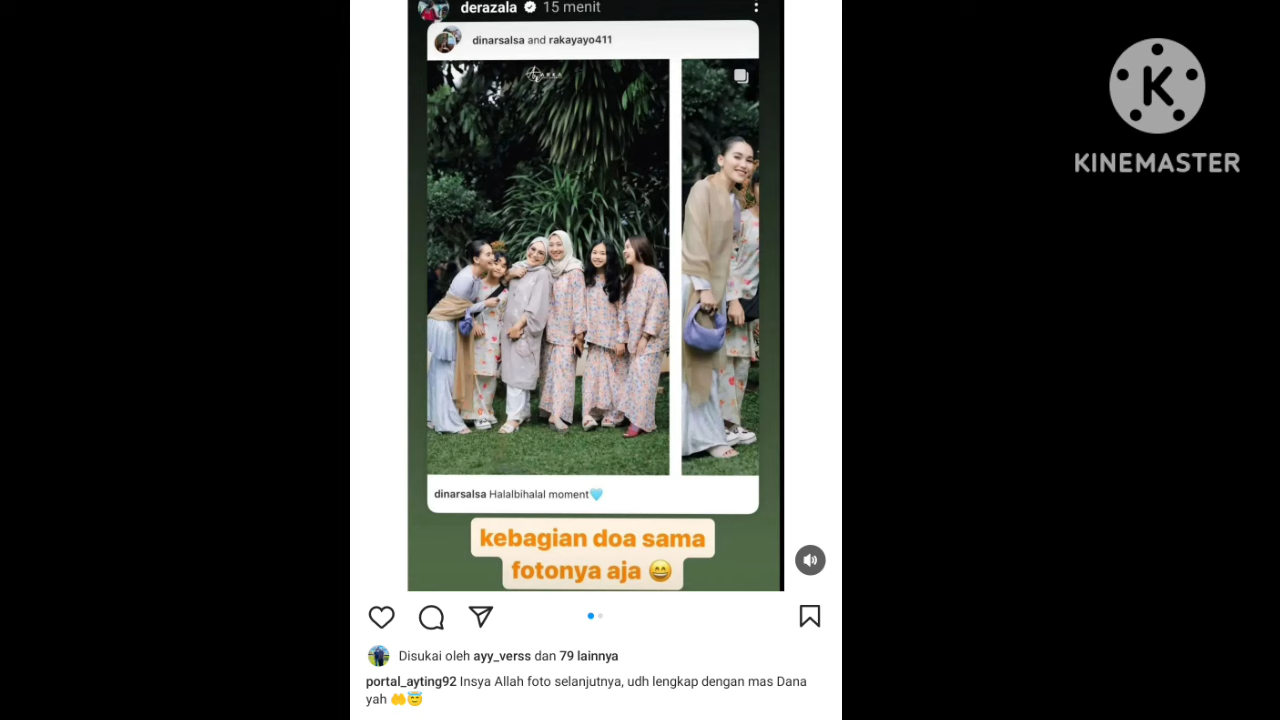 derazala 15 menit
dinarsalsa and rakayayo411
dinarsalsa Halalbihalal moment🩵
kebagian doa sama
fotonya aja 😄
Disukai oleh ayy_verss dan 79 lainnya
portal_ayting92 Insya Allah foto selanjutnya, udh lengkap dengan mas Dana
yah 🤲😇
KINEMASTER